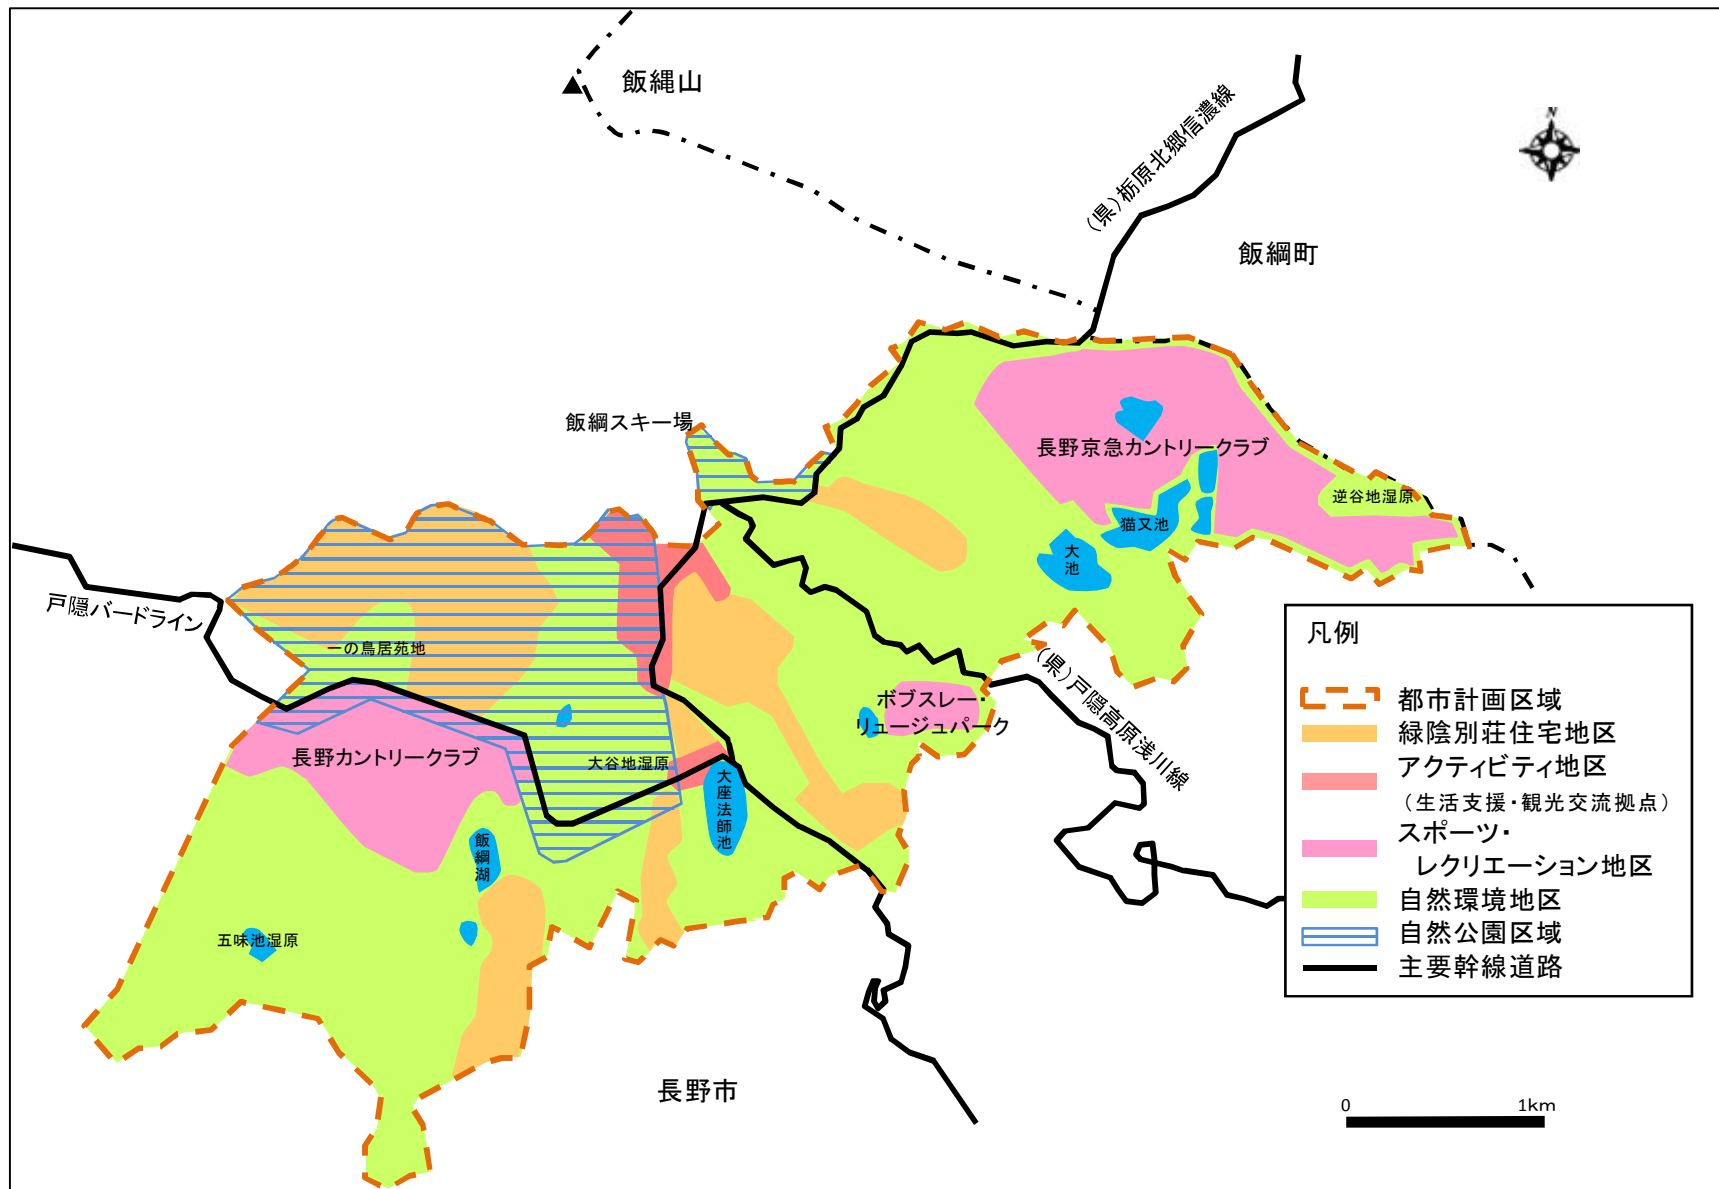 飯縄山
N
(県)栃原北郷信濃線
飯綱町
飯綱スキー場
長野京急カントリークラブ
逆谷地湿原
猫又池
大池
戸隠バードライン
一の鳥居苑地
(県)戸隠高原浅川線
ボブスレー・
リュージュパーク
長野カントリークラブ
大谷地湿原
大座法師池
飯綱湖
五味池湿原
長野市
凡例
都市計画区域
緑陰別荘住宅地区
アクティビティ地区
(生活支援・観光交流拠点)
スポーツ・
レクリエーション地区
自然環境地区
自然公園区域
主要幹線道路
0 1km